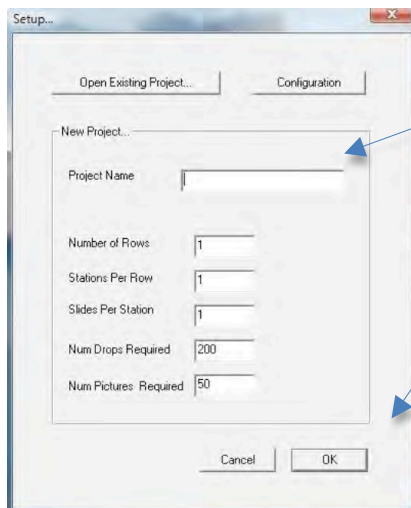 Setup...
Open Existing Project...
Configuration
New Project...
Project Name
Number of Rows 1
Stations Per Row 1
Slides Per Station 1
Num Drops Required 200
Num Pictures Required 50
Cancel
OK